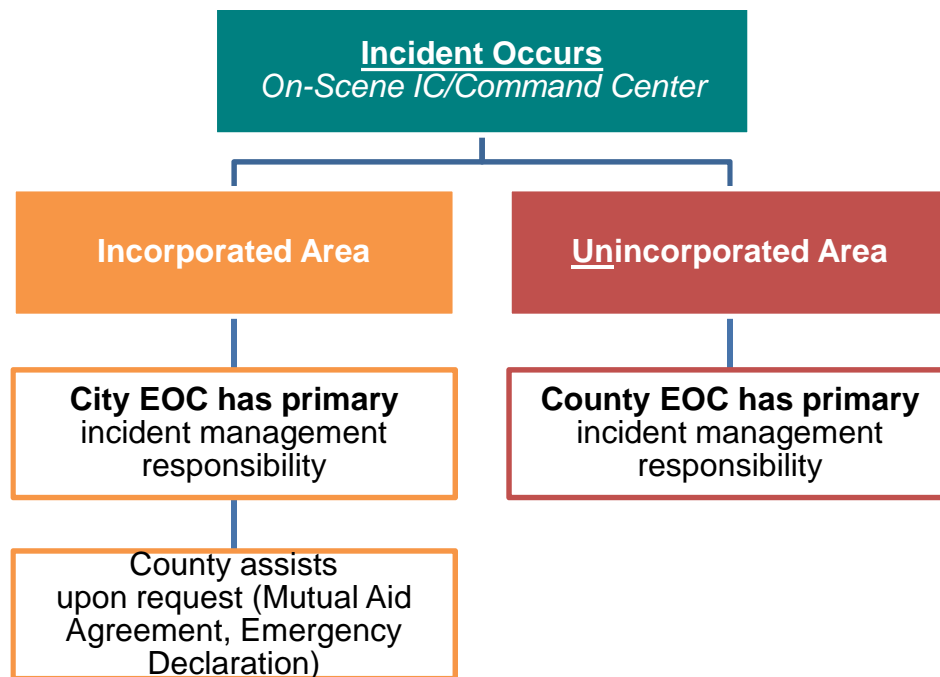 Incident Occurs
On-Scene IC/Command Center
Incorporated Area
Unincorporated Area
City EOC has primary
incident management
responsibility
County EOC has primary
incident management
responsibility
County assists
upon request (Mutual Aid
Agreement, Emergency
Declaration)